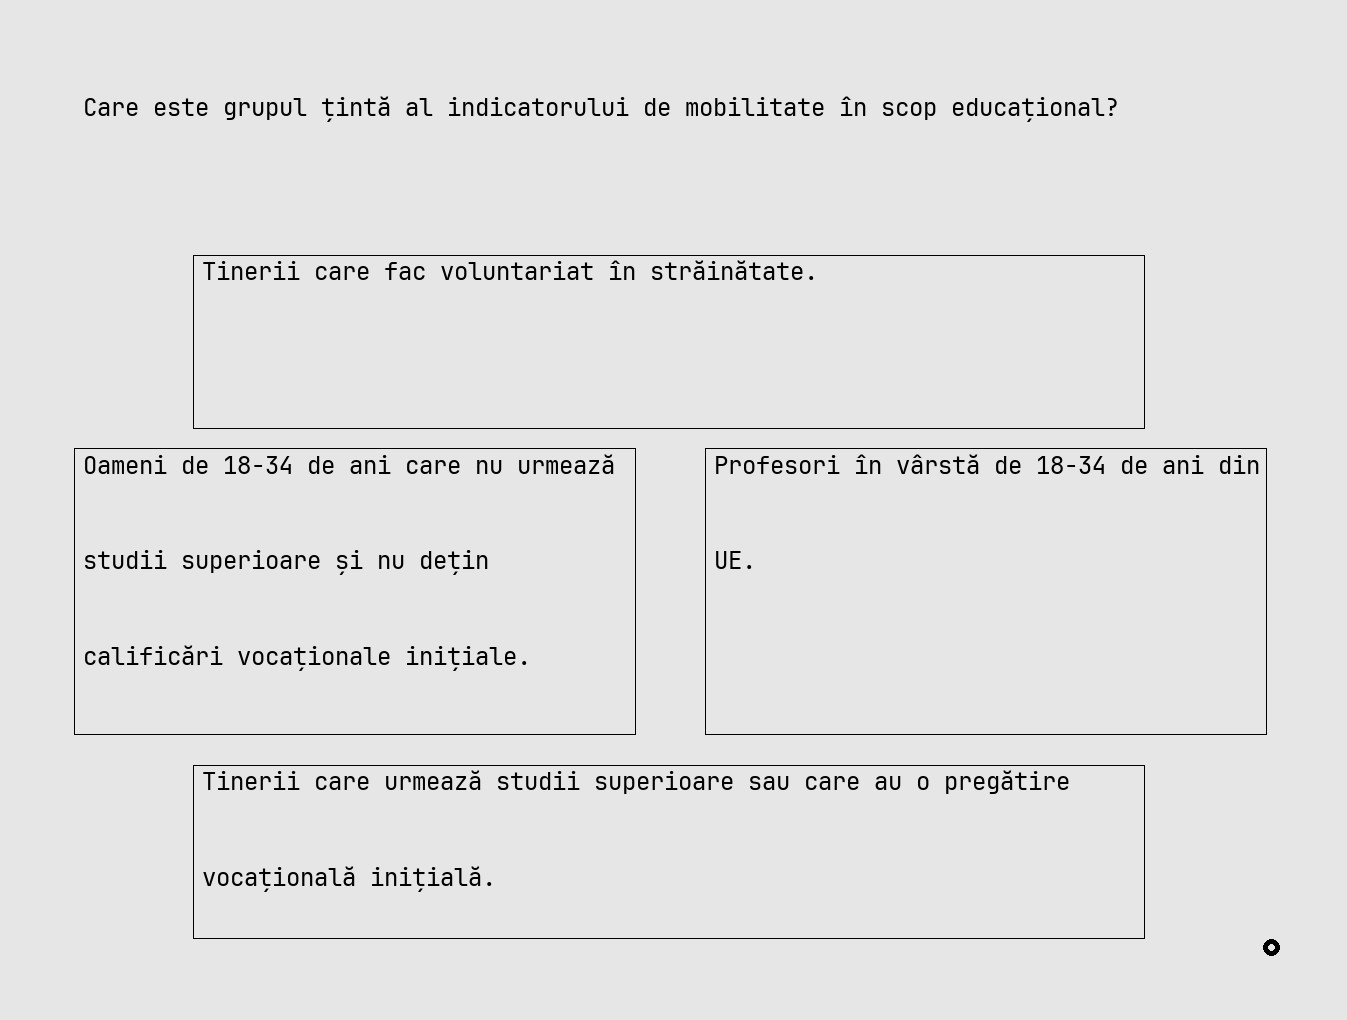 Care este grupul țintă al indicatorului de mobilitate în scop educațional?
Tinerii care fac voluntariat în străinătate.
Oameni de 18-34 de ani care nu urmează
studii superioare și nu dețin
calificări vocaționale inițiale.
Profesori în vârstă de 18-34 de ani din
UE.
Tinerii care urmează studii superioare sau care au o pregătire
vocațională inițială.